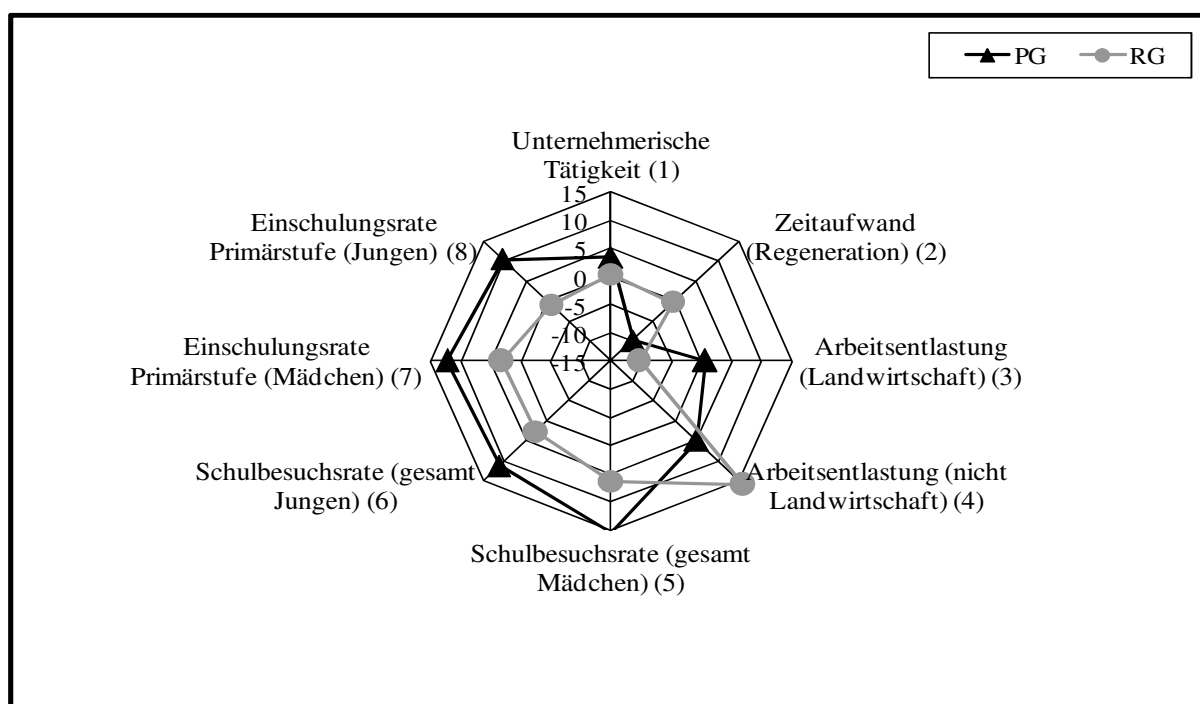 PG RG
Unternehmerische
Tätigkeit (1)
15
10
5
0
-5
-10
-15
Zeitaufwand
(Regeneration) (2)
Arbeitsentlastung
(Landwirtschaft) (3)
Arbeitsentlastung (nicht
Landwirtschaft) (4)
Schulbesuchsrate (gesamt
Mädchen) (5)
Schulbesuchsrate (gesamt
Jungen) (6)
Einschulungsrate
Primärstufe (Mädchen) (7)
Einschulungsrate
Primärstufe (Jungen) (8)